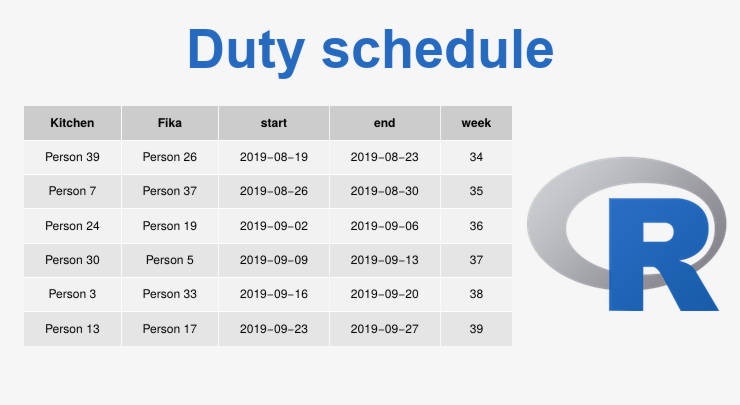 Duty schedule
Kitchen Fika start end week
Person 39 Person 26 2019−08−19 2019−08−23 34
Person 7 Person 37 2019−08−26 2019−08−30 35
Person 24 Person 19 2019−09−02 2019−09−06 36
Person 30 Person 5 2019−09−09 2019−09−13 37
Person 3 Person 33 2019−09−16 2019−09−20 38
Person 13 Person 17 2019−09−23 2019−09−27 39
R